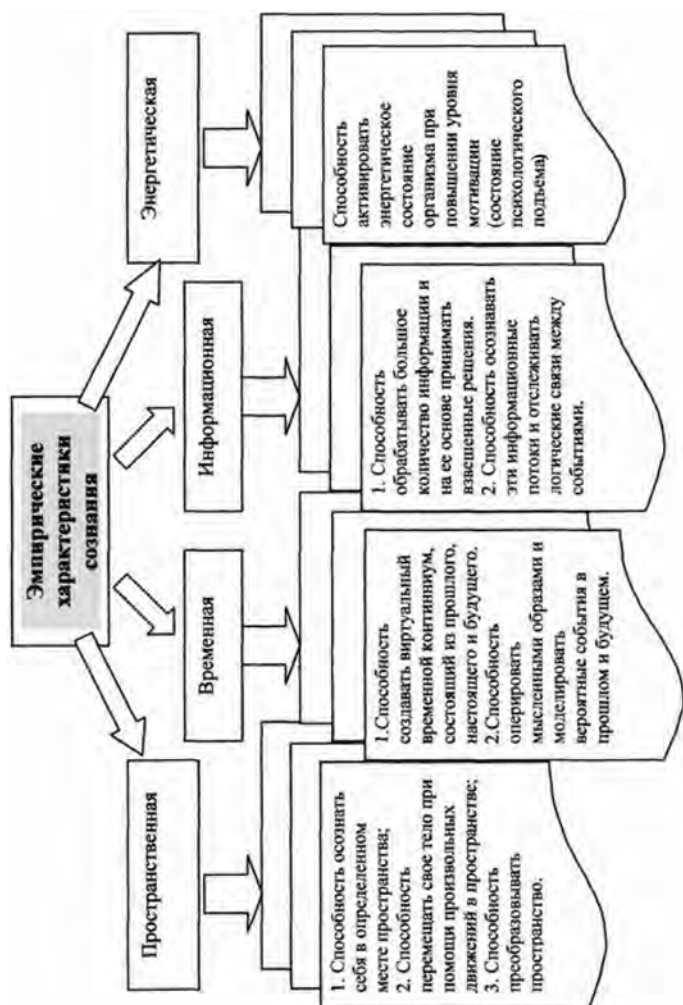 Эмпирические
характеристики
сознания
Пространственная
Временная
Информационная
Энергетическая
1. Способность осознать
себя в определенном
месте пространства;
2. Способность
перемещать свое тело при
помощи произвольных
движений в пространстве;
3. Способность
преобразовывать
пространство.
1.Способность
создавать виртуальный
временной континниум,
состоящий из прошлого,
настоящего и будущего.
2.Способность
оперировать
мысленными образами и
моделировать
вероятные события в
прошлом и будущем.
1. Способность
обрабатывать большое
количество информации и
на ее основе принимать
взвешенные решения.
2. Способность осознавать
эти информационные
потоки и отслеживать
логические связи между
событиями.
Способность
активировать
энергетическое
состояние
организма при
повышении уровня
мотивации
(состояние
психологического
подъема)